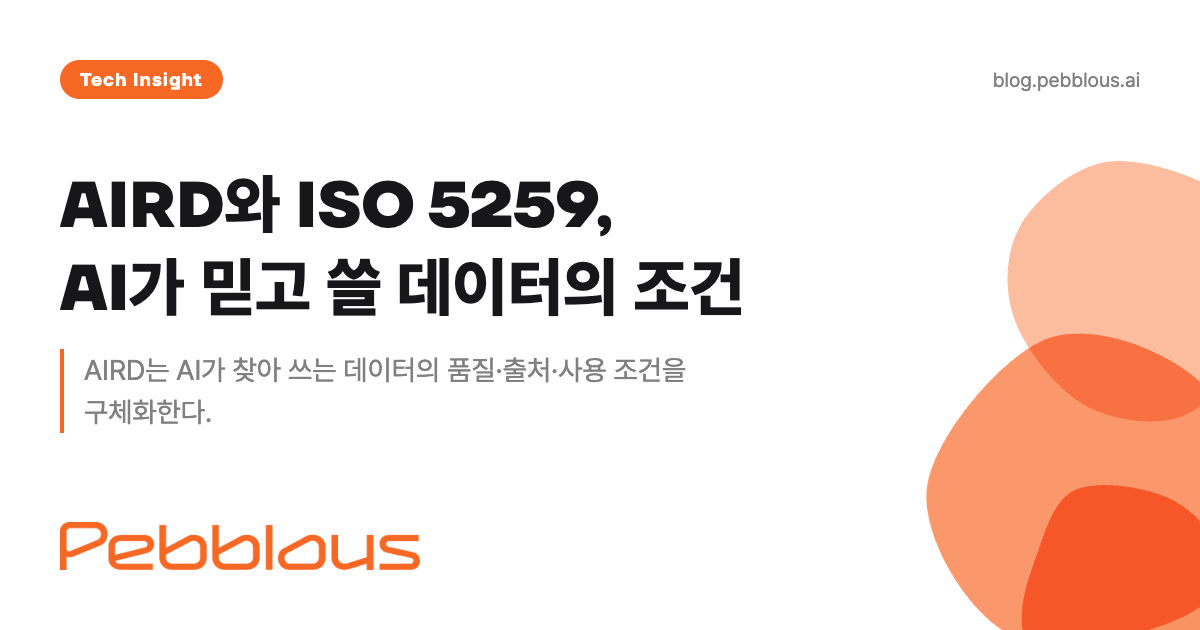 Tech Insight
blog.pebblous.ai
AIRD와 ISO 5259,
AI가 믿고 쓸 데이터의 조건
AIRD는 AI가 찾아 쓰는 데이터의 품질·출처·사용 조건을
구체화한다.
Pebblous